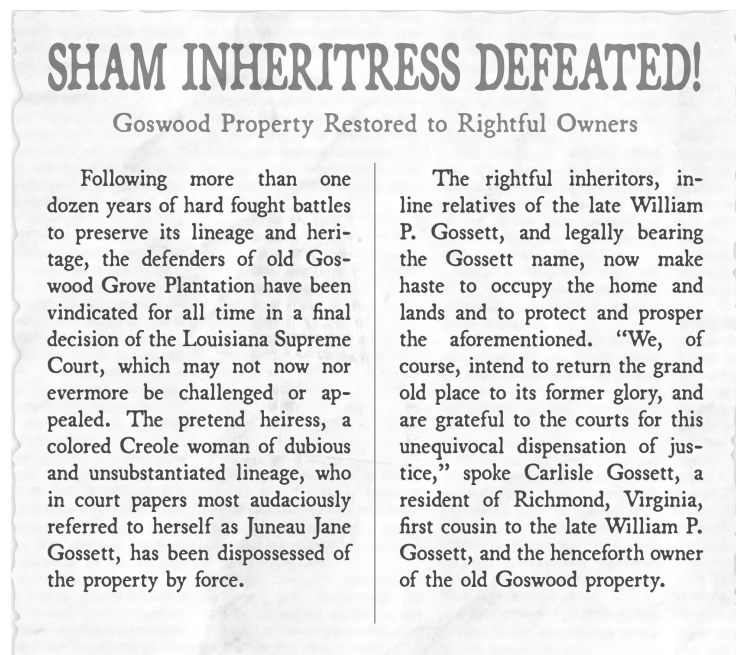 SHAM INHERITRESS DEFEATED!
Goswood Property Restored to Rightful Owners
Following more than one
dozen years of hard fought battles
to preserve its lineage and heri-
tage, the defenders of old Gos-
wood Grove Plantation have been
vindicated for all time in a final
decision of the Louisiana Supreme
Court, which may not now nor
evermore be challenged or ap-
pealed. The pretend heiress, a
colored Creole woman of dubious
and unsubstantiated lineage, who
in court papers most audaciously
referred to herself as Juneau Jane
Gossett, has been dispossessed of
the property by force.
The rightful inheritors, in-
line relatives of the late William
P. Gossett, and legally bearing
the Gossett name, now make
haste to occupy the home and
lands and to protect and prosper
the aforementioned. “We, of
course, intend to return the grand
old place to its former glory, and
are grateful to the courts for this
unequivocal dispensation of jus-
tice,” spoke Carlisle Gossett, a
resident of Richmond, Virginia,
first cousin to the late William P.
Gossett, and the henceforth owner
of the old Goswood property.